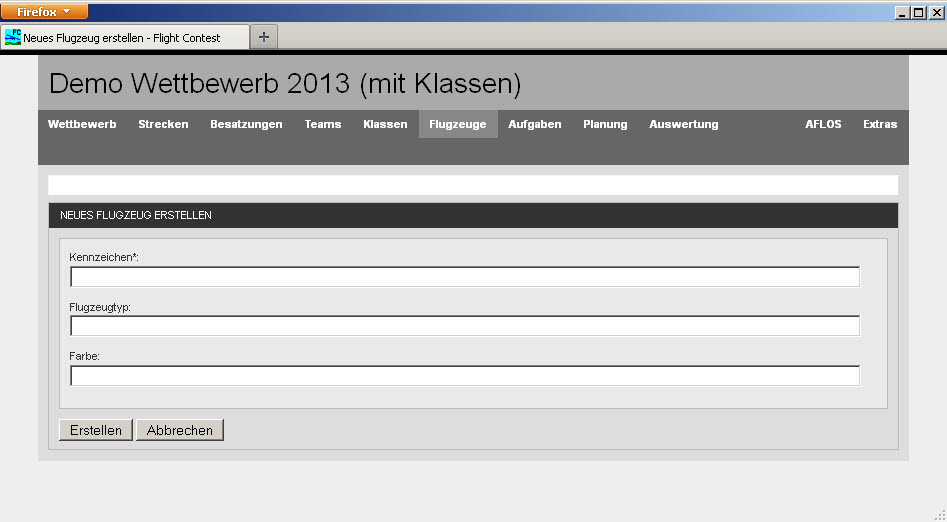 Firefox
Neues Flugzeug erstellen - Flight Contest
Demo Wettbewerb 2013 (mit Klassen)
Wettbewerb Strecken Besatzungen Teams Klassen Flugzeuge Aufgaben Planung Auswertung AFLOS Extras
NEUES FLUGZEUG ERSTELLEN
Kennzeichen*:
Flugzeugtyp:
Farbe:
Erstellen Abbrechen